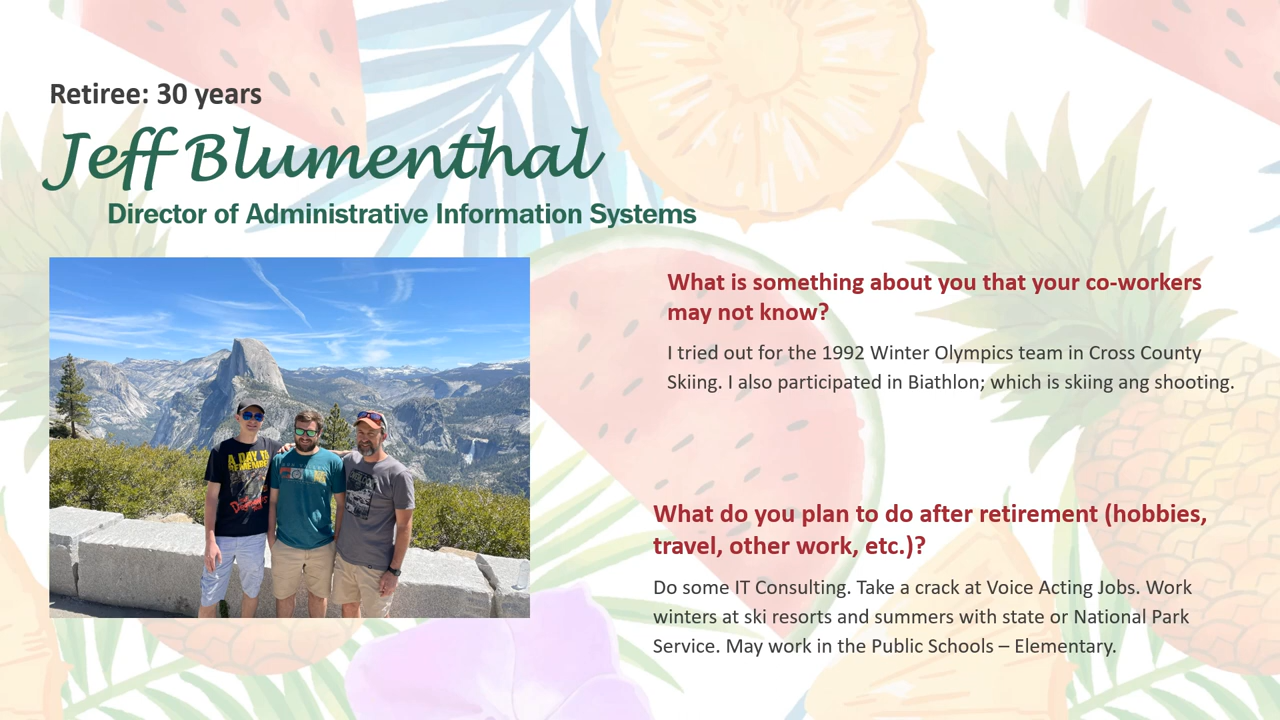 Retiree: 30 years
Jeff Blumenthal
Director of Administrative Information Systems
What is something about you that your co-workers
may not know?
I tried out for the 1992 Winter Olympics team in Cross County
Skiing. I also participated in Biathlon; which is skiing ang shooting.
A DAY TO
REMEMBER
What do you plan to do after retirement (hobbies,
travel, other work, etc.)?
Do some IT Consulting. Take a crack at Voice Acting Jobs. Work
winters at ski resorts and summers with state or National Park
Service. May work in the Public Schools – Elementary.